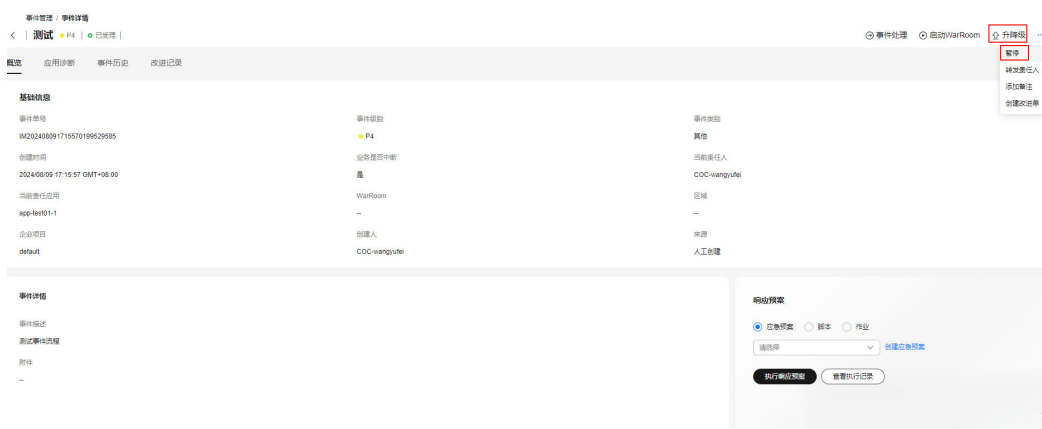 事件管理 / 事件详情
< | 测试 P4 | 已受理 | 事件处理 启动WarRoom 升降级 ...
概览 应用诊断 事件历史 改进记录
暂停
转发责任人
添加备注
创建改进单
基础信息
事件单号 事件级别 事件类别
IM202408091715570199529585 P4 其他
创建时间 业务是否中断 当前责任人
2024/08/09 17:15:57 GMT+08:00 是 COC-wangyufei
当前责任应用 WarRoom 区域
app-test01-1 -- --
企业项目 创建人 来源
default COC-wangyufei 人工创建
事件详情
事件描述
测试事件流程
附件
--
响应预案
应急预案 脚本 作业
请选择 创建应急预案
执行响应预案 查看执行记录